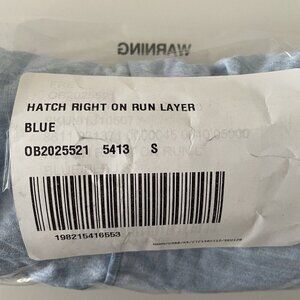 WARNING
HATCH RIGHT ON RUN LAYER
BLUE
OB2025521 5413 S
198215416553